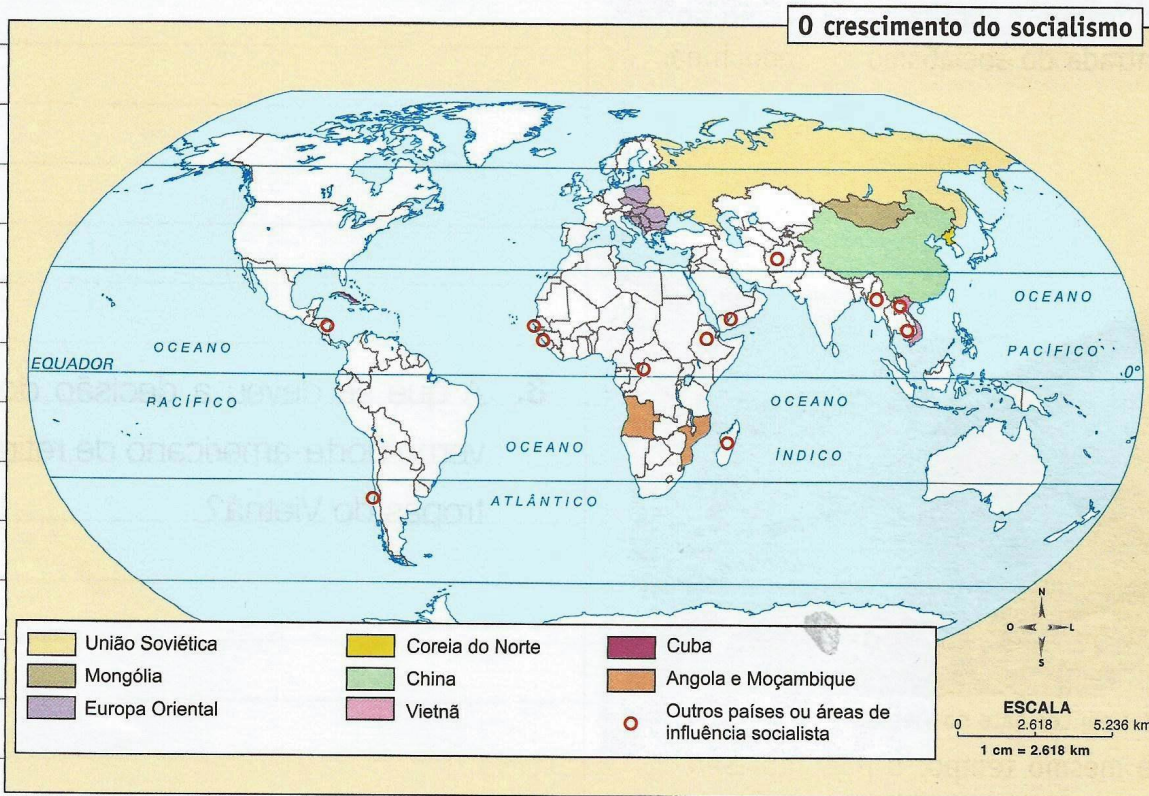 O crescimento do socialismo
OCEANO
PACÍFICO
EQUADOR
OCEANO
ATLÂNTICO
OCEANO
ÍNDICO
OCEANO
PACÍFICO
0°
União Soviética
Mongólia
Europa Oriental
Coreia do Norte
China
Vietnã
Cuba
Angola e Moçambique
Outros países ou áreas de
influência socialista
N
O
L
S
ESCALA
0 2.618 5.236 km
1 cm = 2.618 km